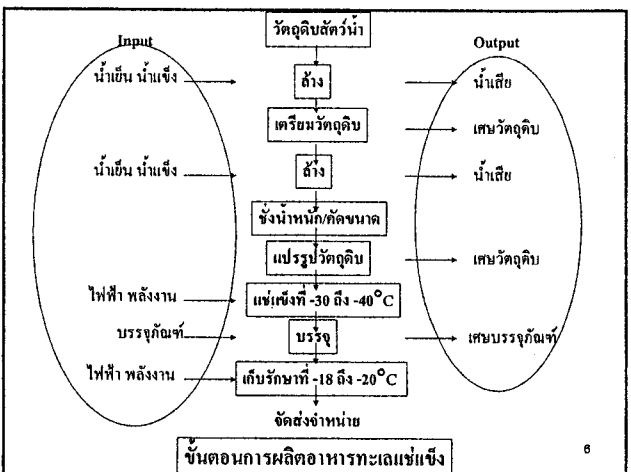 วัตถุดิบสัตว์น้ำ
Input
Output
น้ำเย็น น้ำแข็ง
ล้าง
น้ำเสีย
เตรียมวัตถุดิบ
เศษวัตถุดิบ
น้ำเย็น น้ำแข็ง
ล้าง
น้ำเสีย
ชั่งน้ำหนัก/คัดขนาด
แปรรูปวัตถุดิบ
เศษวัตถุดิบ
ไฟฟ้า พลังงาน
แช่แข็งที่ -30 ถึง -40°C
บรรจุภัณฑ์
บรรจุ
เศษบรรจุภัณฑ์
ไฟฟ้า พลังงาน
เก็บรักษาที่ -18 ถึง -20°C
จัดส่งจำหน่าย
ขั้นตอนการผลิตอาหารทะเลแช่แข็ง
6